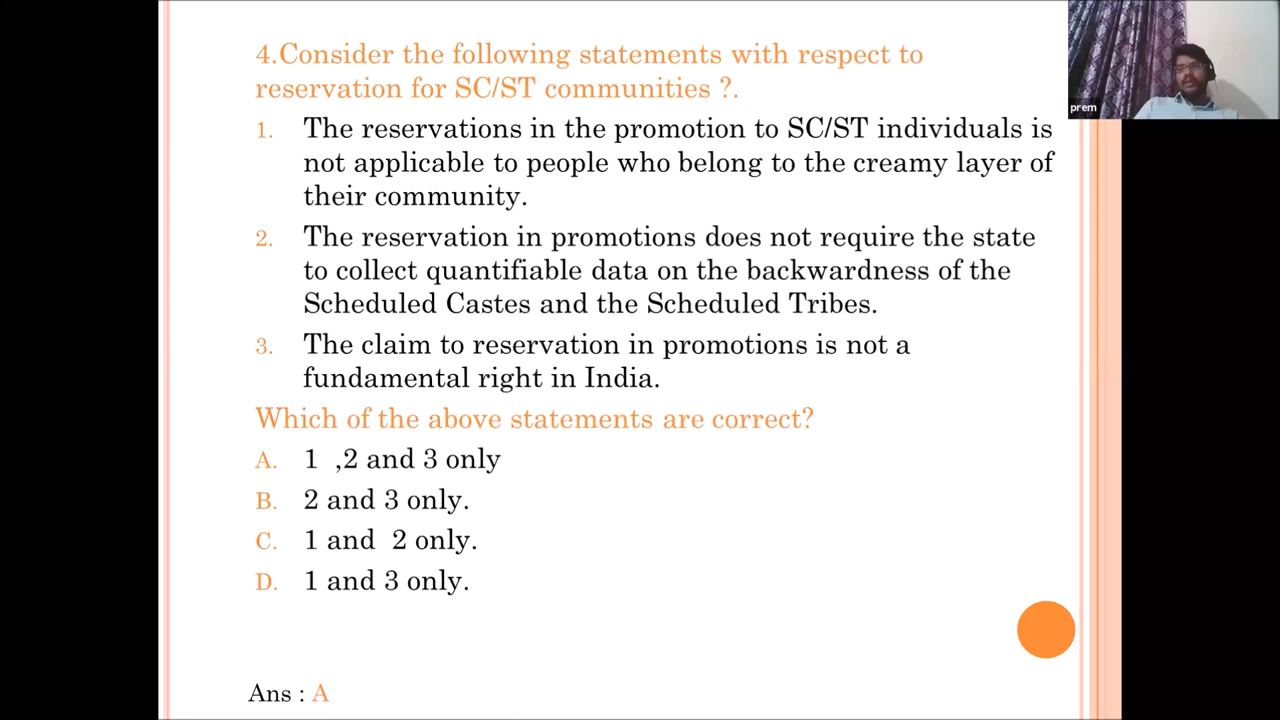 4.Consider the following statements with respect to
reservation for SC/ST communities ?.
1. The reservations in the promotion to SC/ST individuals is
not applicable to people who belong to the creamy layer of
their community.
2. The reservation in promotions does not require the state
to collect quantifiable data on the backwardness of the
Scheduled Castes and the Scheduled Tribes.
3. The claim to reservation in promotions is not a
fundamental right in India.
Which of the above statements are correct?
A. 1 ,2 and 3 only
B. 2 and 3 only.
C. 1 and 2 only.
D. 1 and 3 only.
Ans : A
prem